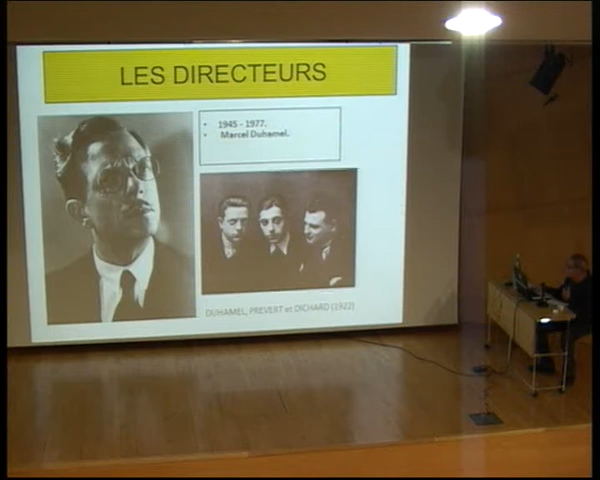 LES DIRECTEURS
• 1945 - 1977.
• Marcel Duhamel.
DUHAMEL, PREVERT et DICHARD (1922)